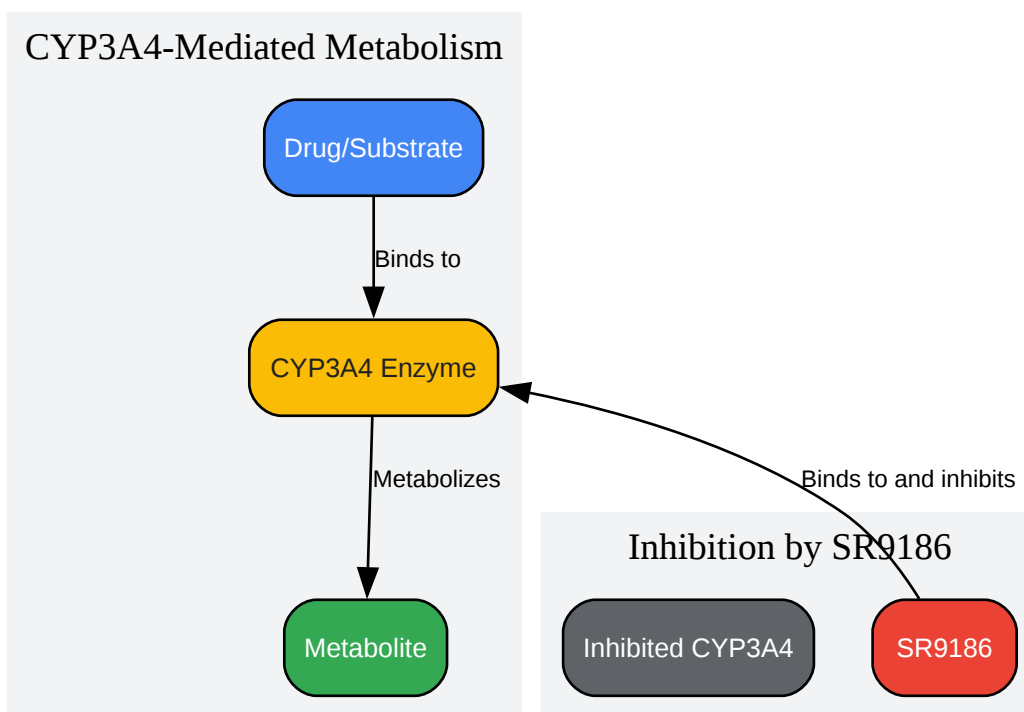 CYP3A4-Mediated Metabolism
Drug/Substrate
Binds to
CYP3A4 Enzyme
Metabolizes
Metabolite
Binds to and inhibits
Inhibition by SR9186
Inhibited CYP3A4
SR9186